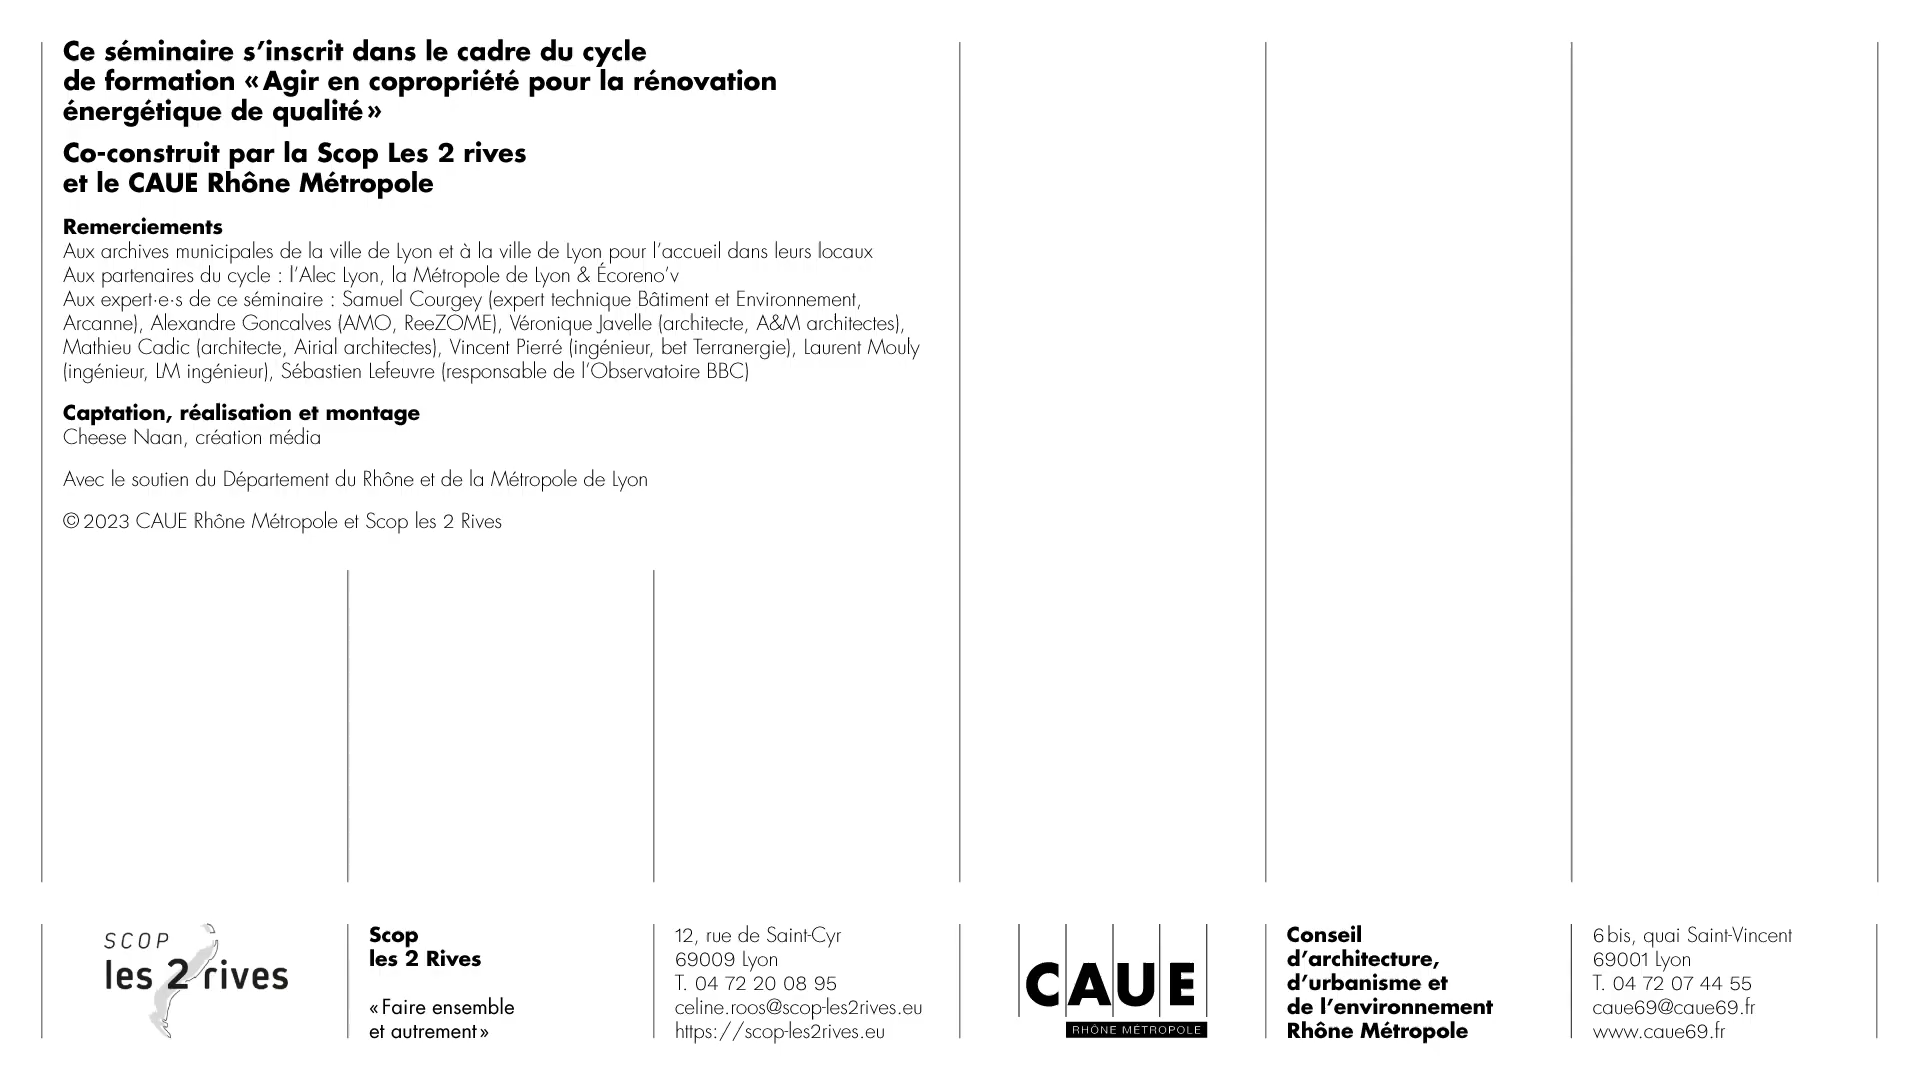 Ce séminaire s’inscrit dans le cadre du cycle
de formation « Agir en copropriété pour la rénovation
énergétique de qualité »
Co-construit par la Scop Les 2 rives
et le CAUE Rhône Métropole
Remerciements
Aux archives municipales de la ville de Lyon et à la ville de Lyon pour l’accueil dans leurs locaux
Aux partenaires du cycle : l’Alec Lyon, la Métropole de Lyon & Écoreno’v
Aux expert·e·s de ce séminaire : Samuel Courgey (expert technique Bâtiment et Environnement,
Arcanne), Alexandre Goncalves (AMO, ReeZOME), Véronique Javelle (architecte, A&M architectes),
Mathieu Cadic (architecte, Airial architectes), Vincent Pierré (ingénieur, bet Terranergie), Laurent Mouly
(ingénieur, LM ingénieur), Sébastien Lefeuvre (responsable de l’Observatoire BBC)
Captation, réalisation et montage
Cheese Naan, création média
Avec le soutien du Département du Rhône et de la Métropole de Lyon
© 2023 CAUE Rhône Métropole et Scop les 2 Rives
SCOP
les 2 rives
Scop
les 2 Rives
« Faire ensemble
et autrement »
12, rue de Saint-Cyr
69009 Lyon
T. 04 72 20 08 95
celine.roos@scop-les2rives.eu
https://scop-les2rives.eu
CAUE
RHÔNE MÉTROPOLE
Conseil
d’architecture,
d’urbanisme et
de l’environnement
Rhône Métropole
6 bis, quai Saint-Vincent
69001 Lyon
T. 04 72 07 44 55
caue69@caue69.fr
www.caue69.fr